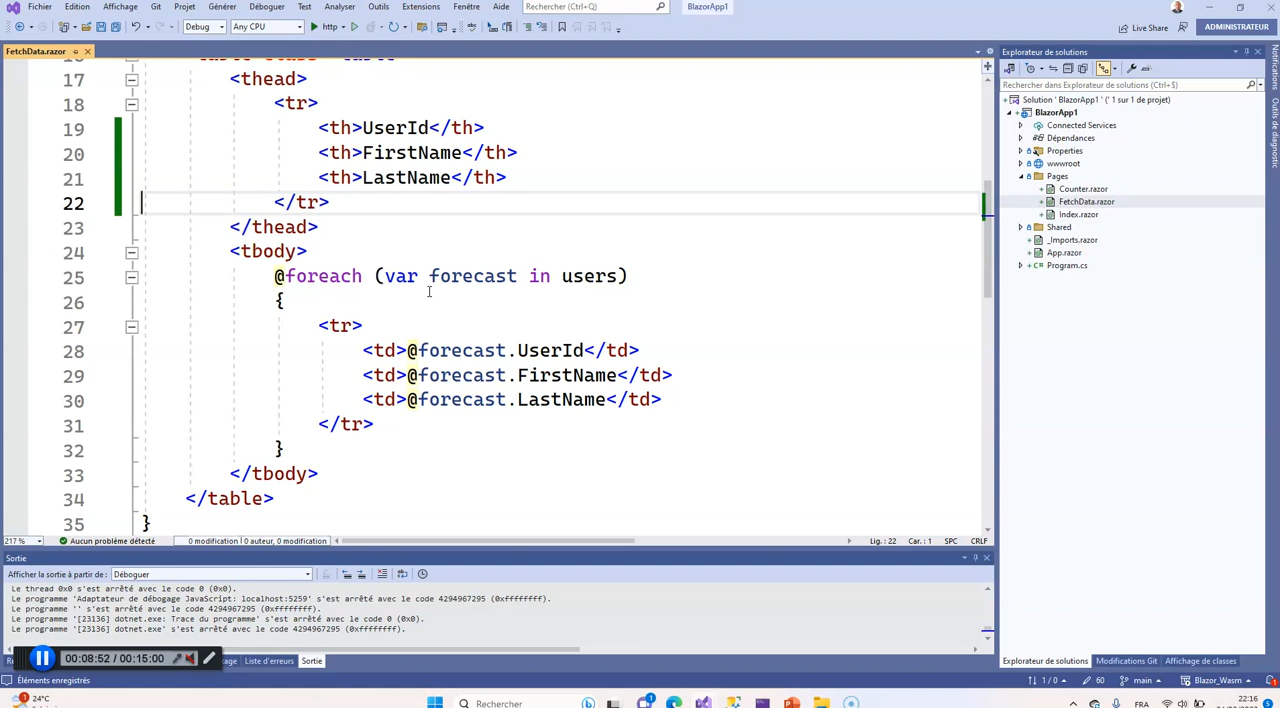 Fichier Edition Affichage Git Projet Générer Déboguer Test Analyser Outils Extensions Fenêtre Aide Rechercher (Ctrl+Q) BlazorApp1
Debug Any CPU http Live Share ADMINISTRATEUR
FetchData.razor
17 <thead>
18 <tr>
19 <th>UserId</th>
20 <th>FirstName</th>
21 <th>LastName</th>
22 </tr>
23 </thead>
24 <tbody>
25 @foreach (var forecast in users)
26 {
27 <tr>
28 <td>@forecast.UserId</td>
29 <td>@forecast.FirstName</td>
30 <td>@forecast.LastName</td>
31 </tr>
32 }
33 </tbody>
34 </table>
35 }
217 % Aucun problème détecté 0 modification | 0 auteur, 0 modification Lig. : 22 Car. : 1 SPC CRLF
Sortie
Afficher la sortie à partir de : Déboguer
Le thread 0x0 s'est arrêté avec le code 0 (0x0).
Le programme 'Adaptateur de débogage JavaScript: localhost:5259' s'est arrêté avec le code 4294967295 (0xffffffff).
Le programme '' s'est arrêté avec le code 4294967295 (0xffffffff).
Le programme '[23136] dotnet.exe: Trace du programme' s'est arrêté avec le code 0 (0x0).
Le programme '[23136] dotnet.exe' s'est arrêté avec le code 4294967295 (0xffffffff).
00:08:52 / 00:15:00
Liste d'erreurs Sortie
Éléments enregistrés
Explorateur de solutions
Rechercher dans Explorateur de solutions (Ctrl+$)
Solution ' BlazorApp1 ' (' 1 sur 1 de projet)
BlazorApp1
Connected Services
Dépendances
Properties
wwwroot
Pages
Counter.razor
FetchData.razor
Index.razor
Shared
_Imports.razor
App.razor
Program.cs
Explorateur de solutions Modifications Git Affichage de classes
1 / 0 60 main Blazor_Wasm 1
Notifications
Outils de diagnostic
24°C
Rechercher
FRA
22:16